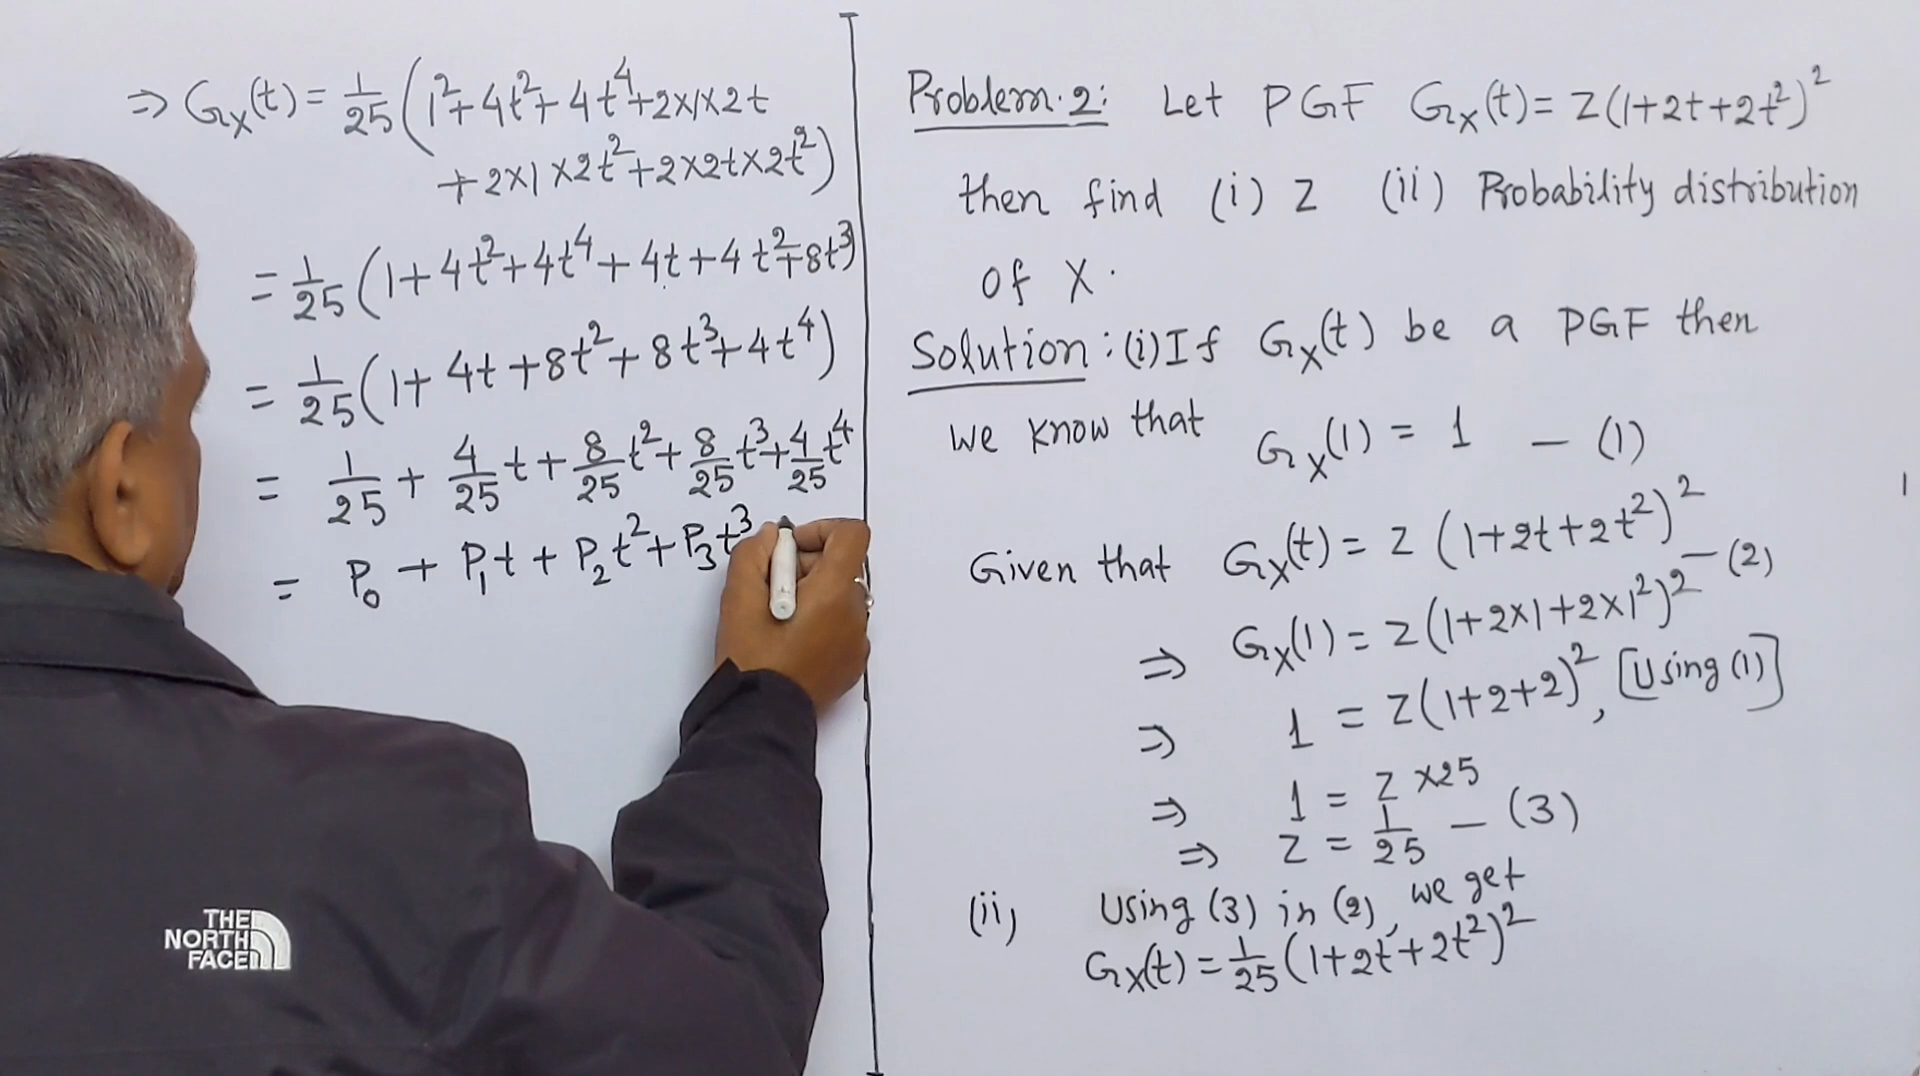 ⇒ Gx(t) = 1/25 (1² + 4t² + 4t⁴ + 2×1×2t
+ 2×1×2t² + 2×2t×2t²)
= 1/25 (1 + 4t² + 4t⁴ + 4t + 4t² + 8t³)
= 1/25 (1 + 4t + 8t² + 8t³ + 4t⁴)
= 1/25 + 4/25 t + 8/25 t² + 8/25 t³ + 4/25 t⁴
= P₀ + P₁t + P₂t² + P₃t³
THE
NORTH
FACE
Problem.2: Let PGF Gx(t) = Z(1+2t+2t²)²
then find (i) Z (ii) Probability distribution
of X.
Solution: (i) If Gx(t) be a PGF then
we know that Gx(1) = 1 — (1)
Given that Gx(t) = Z (1+2t+2t²)² — (2)
⇒ Gx(1) = Z(1+2×1+2×1²)²
⇒ 1 = Z(1+2+2)², [Using (1)]
⇒ 1 = Z×25
⇒ Z = 1/25 — (3)
(ii) Using (3) in (2), we get
Gx(t) = 1/25 (1+2t+2t²)²